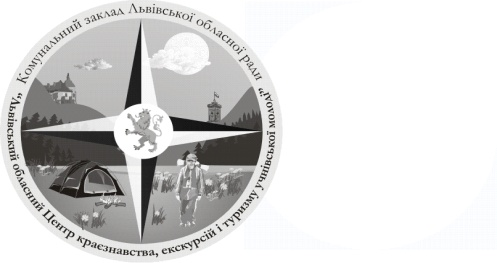 Комунальний заклад Львівської обласної ради
"Львівський обласний Центр краєзнавства, екскурсій і туризму учнівської молоді"